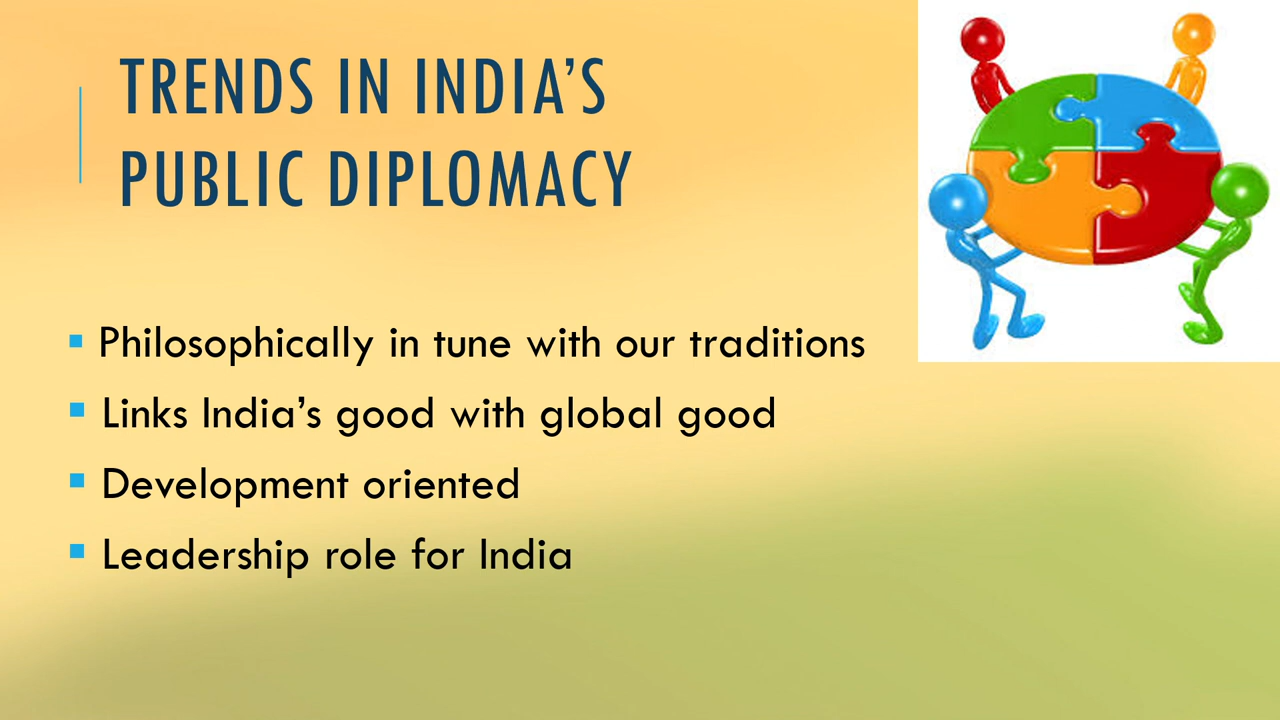 TRENDS IN INDIA’S
PUBLIC DIPLOMACY
▪ Philosophically in tune with our traditions
▪ Links India’s good with global good
▪ Development oriented
▪ Leadership role for India